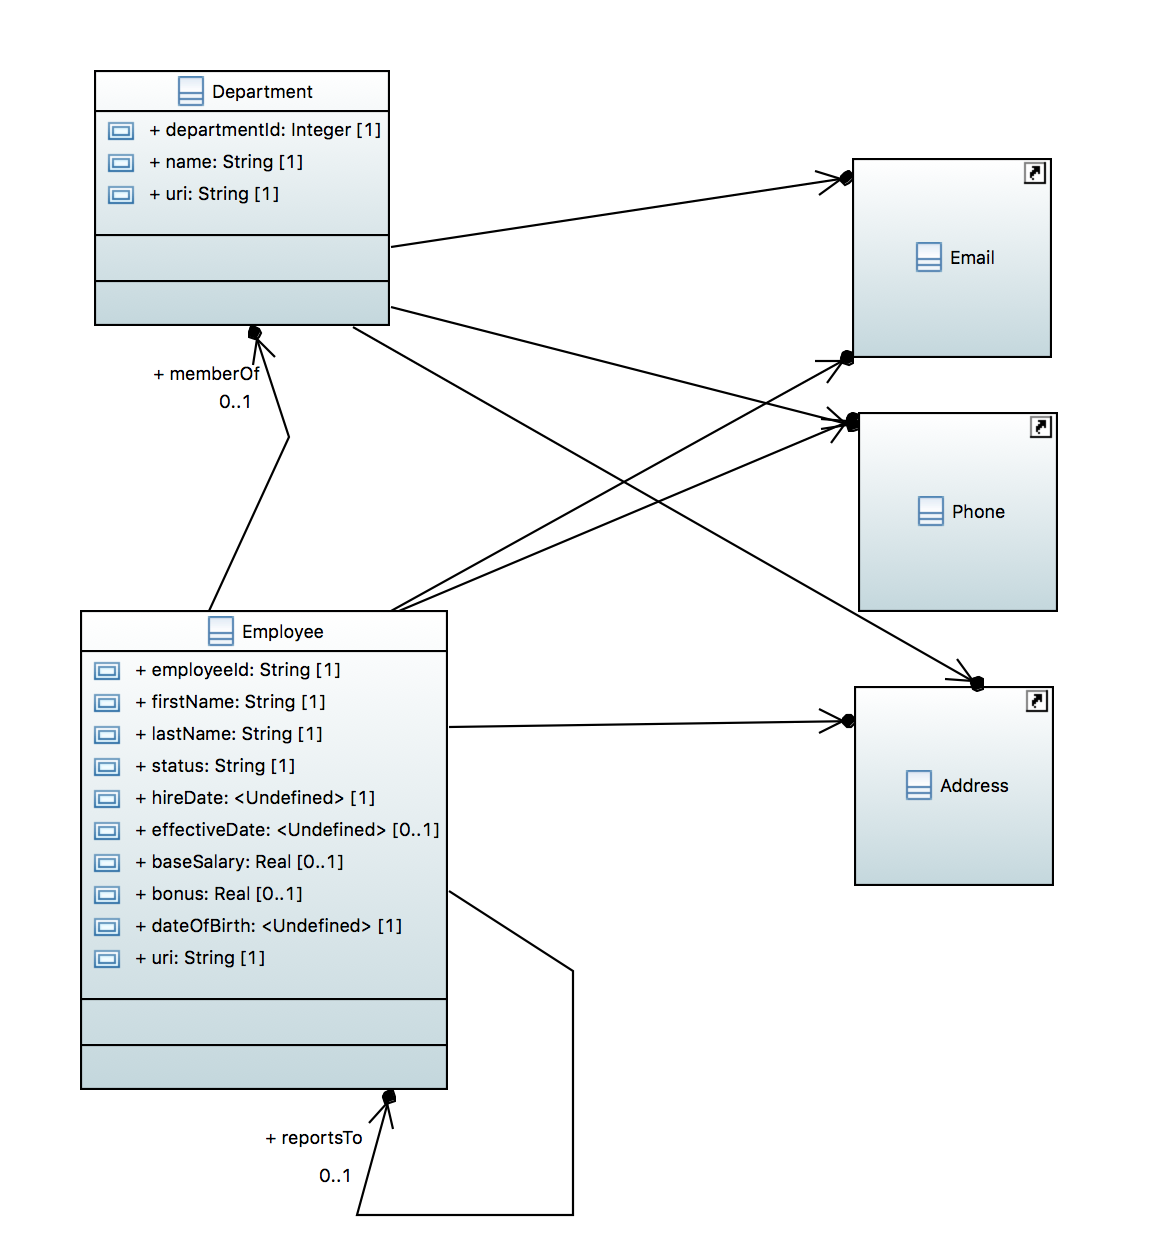 Department
+ departmentId: Integer [1]
+ name: String [1]
+ uri: String [1]
Email
+ memberOf
0..1
Phone
Employee
+ employeeId: String [1]
+ firstName: String [1]
+ lastName: String [1]
+ status: String [1]
+ hireDate: <Undefined> [1]
+ effectiveDate: <Undefined> [0..1]
+ baseSalary: Real [0..1]
+ bonus: Real [0..1]
+ dateOfBirth: <Undefined> [1]
+ uri: String [1]
Address
+ reportsTo
0..1